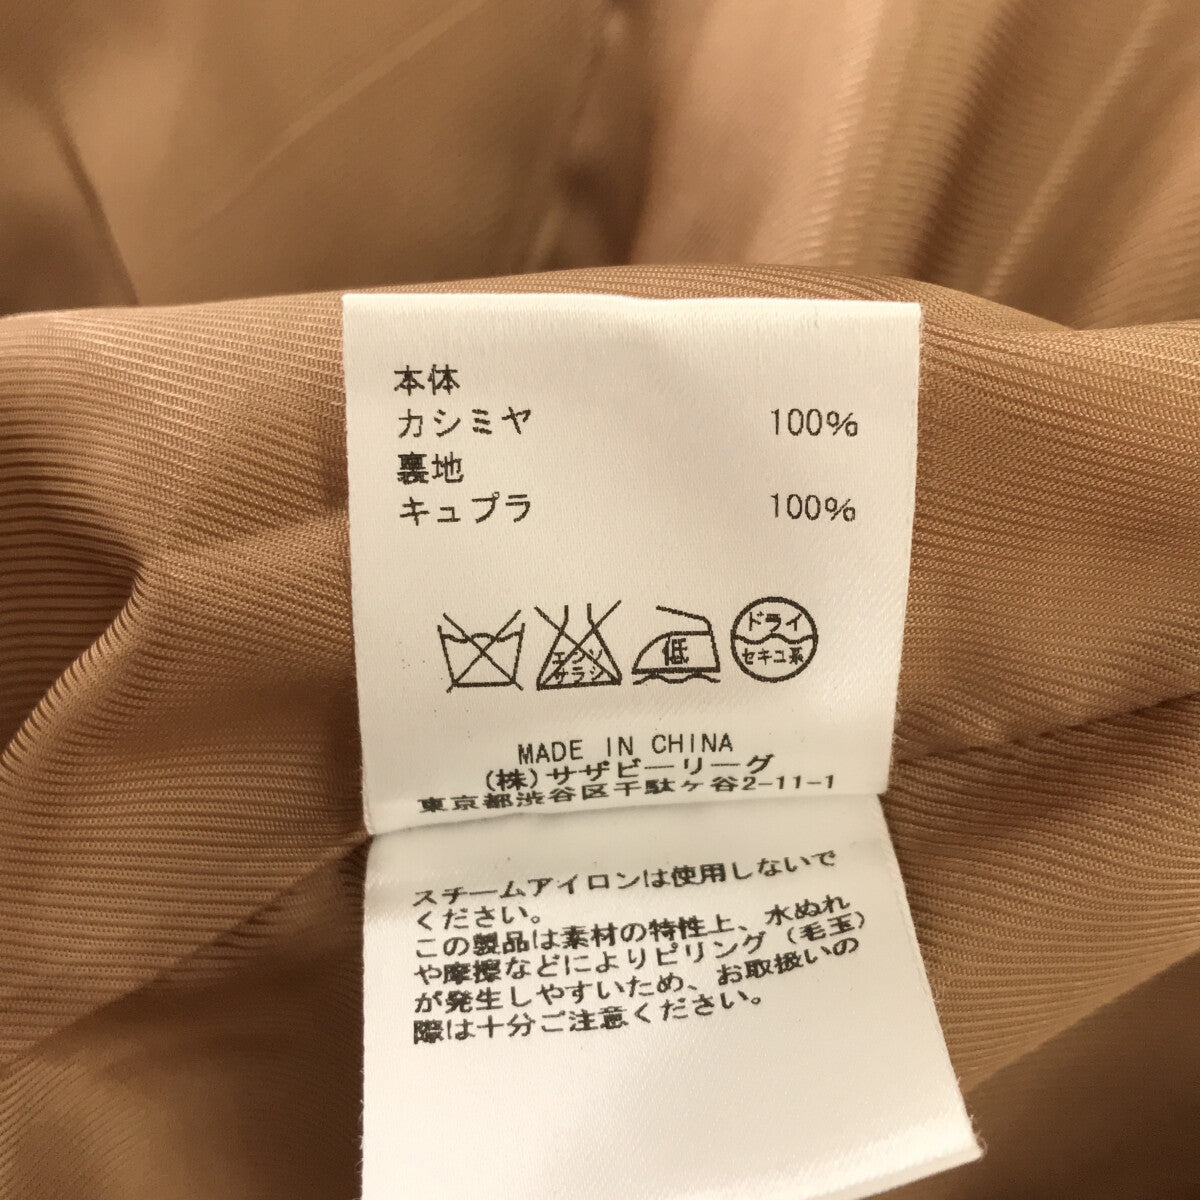 本体
カシミヤ 100%
裏地
キュプラ 100%
エンソ
サラシ
低
ドライ
セキユ系
MADE IN CHINA
(株)サザビーリーグ
東京都渋谷区千駄ヶ谷2-11-1
スチームアイロンは使用しないで
ください。
この製品は素材の特性上、水ぬれ
や摩擦などによりピリング(毛玉)
が発生しやすいため、お取扱いの
際は十分ご注意ください。